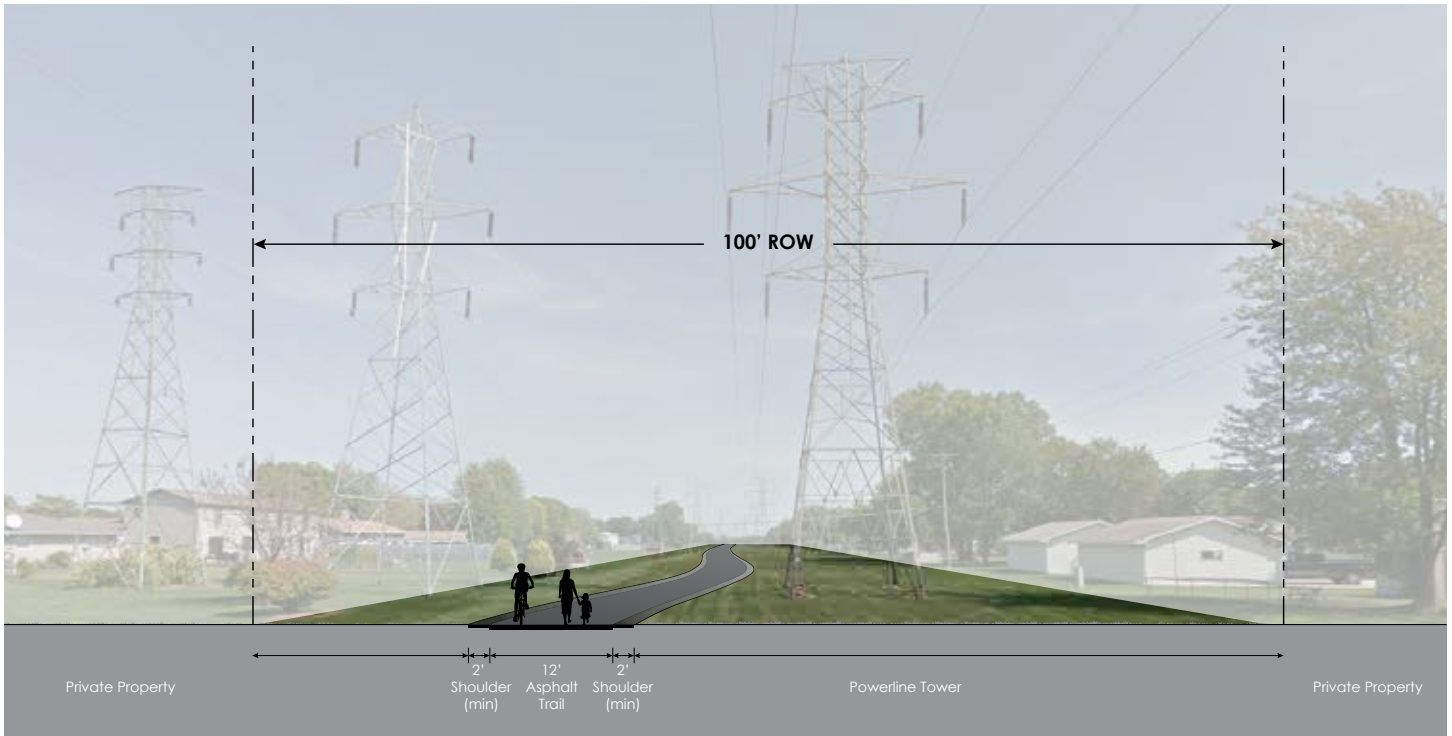 100' ROW
2'
Shoulder
(min)
12'
Asphalt
Trail
2'
Shoulder
(min)
Private Property
Powerline Tower
Private Property